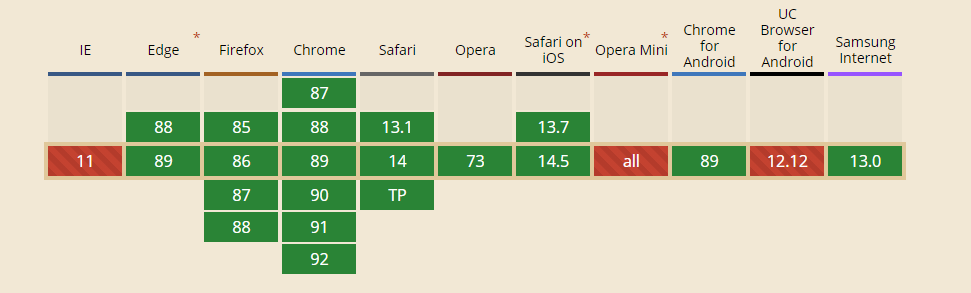 IE Edge * Firefox Chrome Safari Opera Safari on iOS * Opera Mini * Chrome for Android UC Browser for Android Samsung Internet
87
88 85 88 13.1 13.7
11 89 86 89 14 73 14.5 all 89 12.12 13.0
87 90 TP
88 91
92